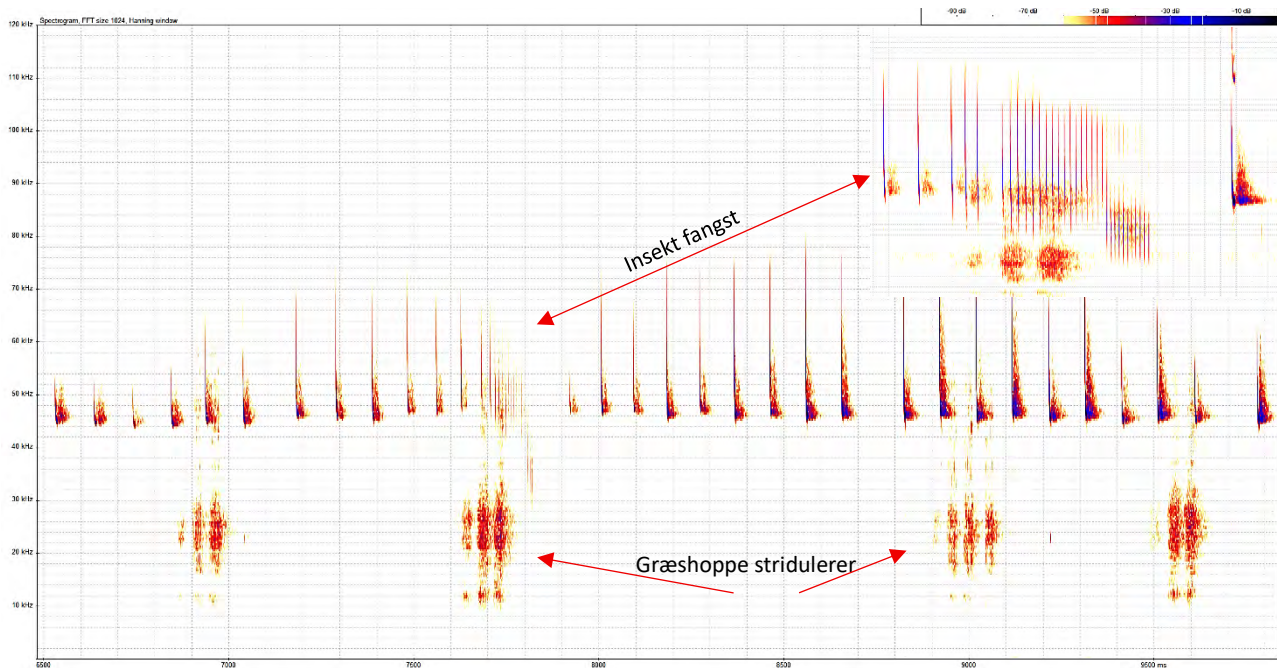 Spectrogram, FFT size 1024, Hanning window
-90 dB -70 dB -50 dB -30 dB -10 dB
120 kHz
110 kHz
100 kHz
90 kHz
80 kHz
70 kHz
60 kHz
50 kHz
40 kHz
30 kHz
20 kHz
10 kHz
Insekt fangst
Græshoppe stridulerer
6500 7000 7500 8000 8500 9000 9500 ms